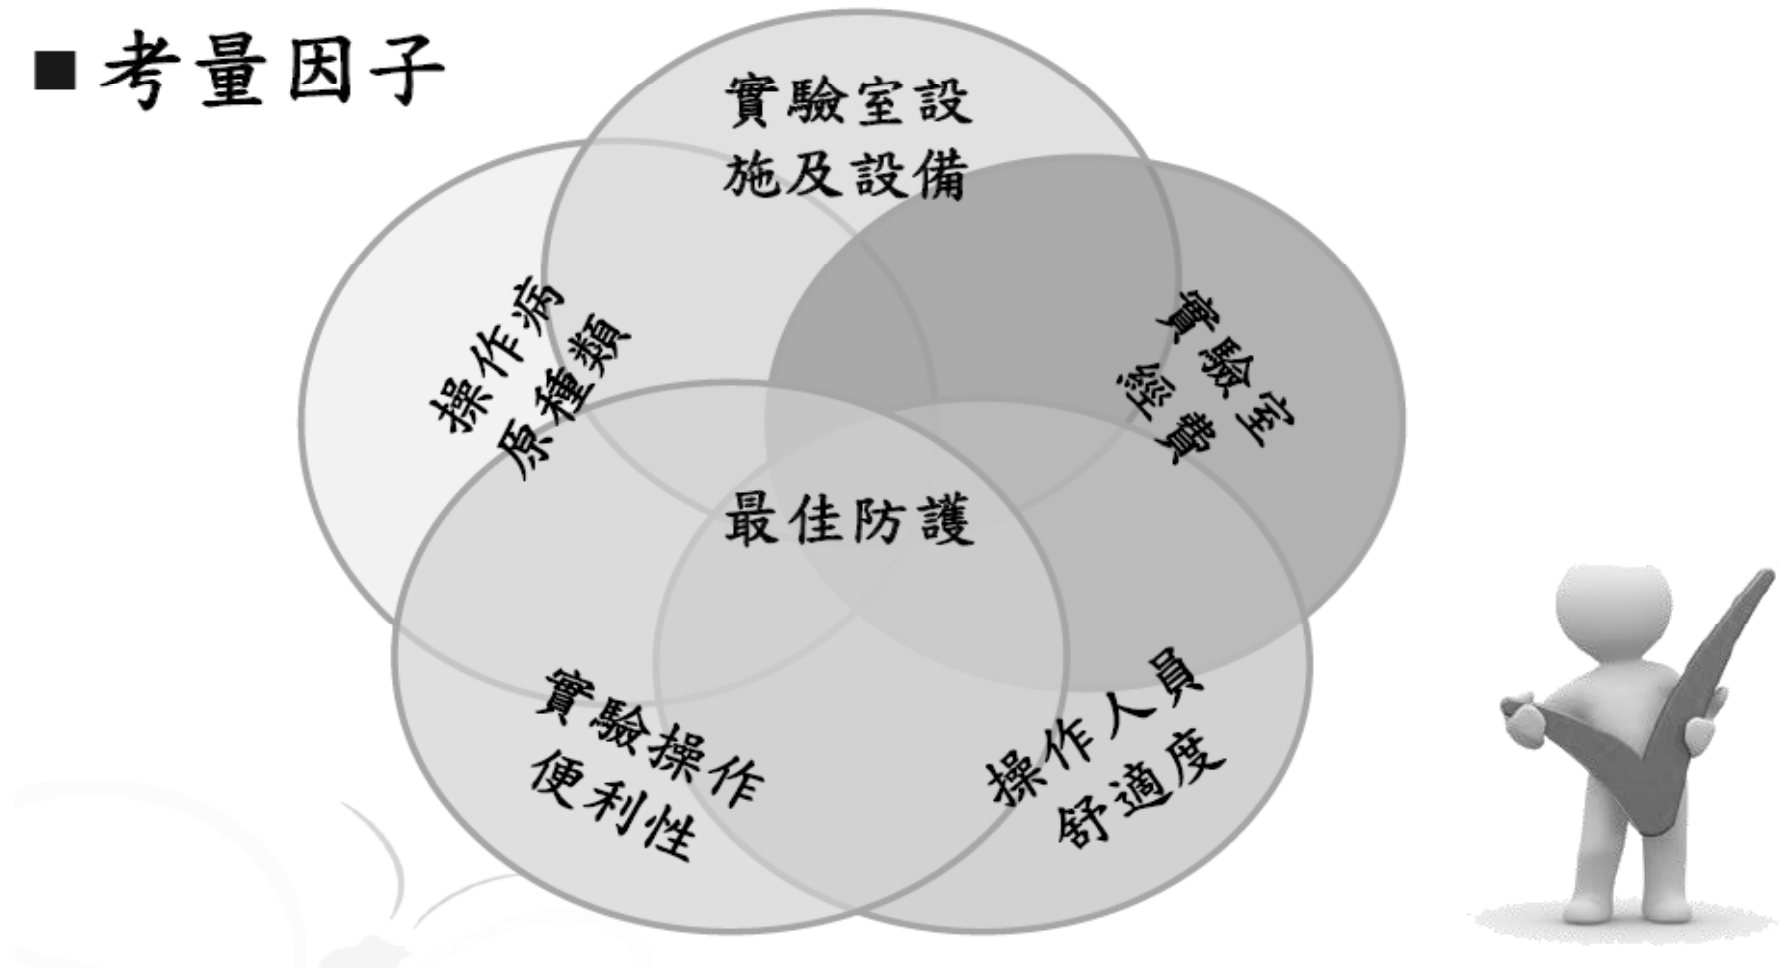 ■考量因子
實驗室設
施及設備
操作病
原種類
實驗室
經費
最佳防護
實驗操作
便利性
操作人員
舒適度